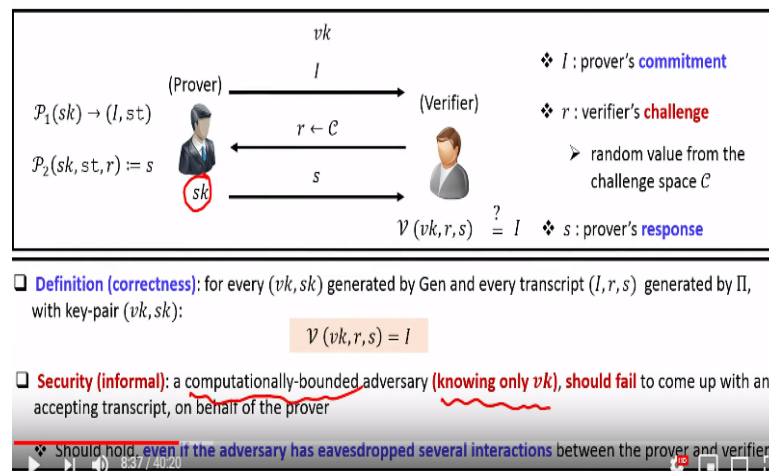 vk
I
(Prover)
(Verifier)
𝒫₁(sk) → (I, st)
r ← 𝒞
𝒫₂(sk, st, r) ≔ s
sk
s
𝒱 (vk, r, s) ≟ I
❖ I : prover's commitment
❖ r : verifier's challenge
➢ random value from the
challenge space 𝒞
❖ s : prover's response
❑ Definition (correctness): for every (vk, sk) generated by Gen and every transcript (I, r, s) generated by Π,
with key-pair (vk, sk):
𝒱 (vk, r, s) = I
❑ Security (informal): a computationally-bounded adversary (knowing only vk), should fail to come up with an
accepting transcript, on behalf of the prover
❖ Should hold, even if the adversary has eavesdropped several interactions between the prover and verifier
8:37 / 40:20
HD